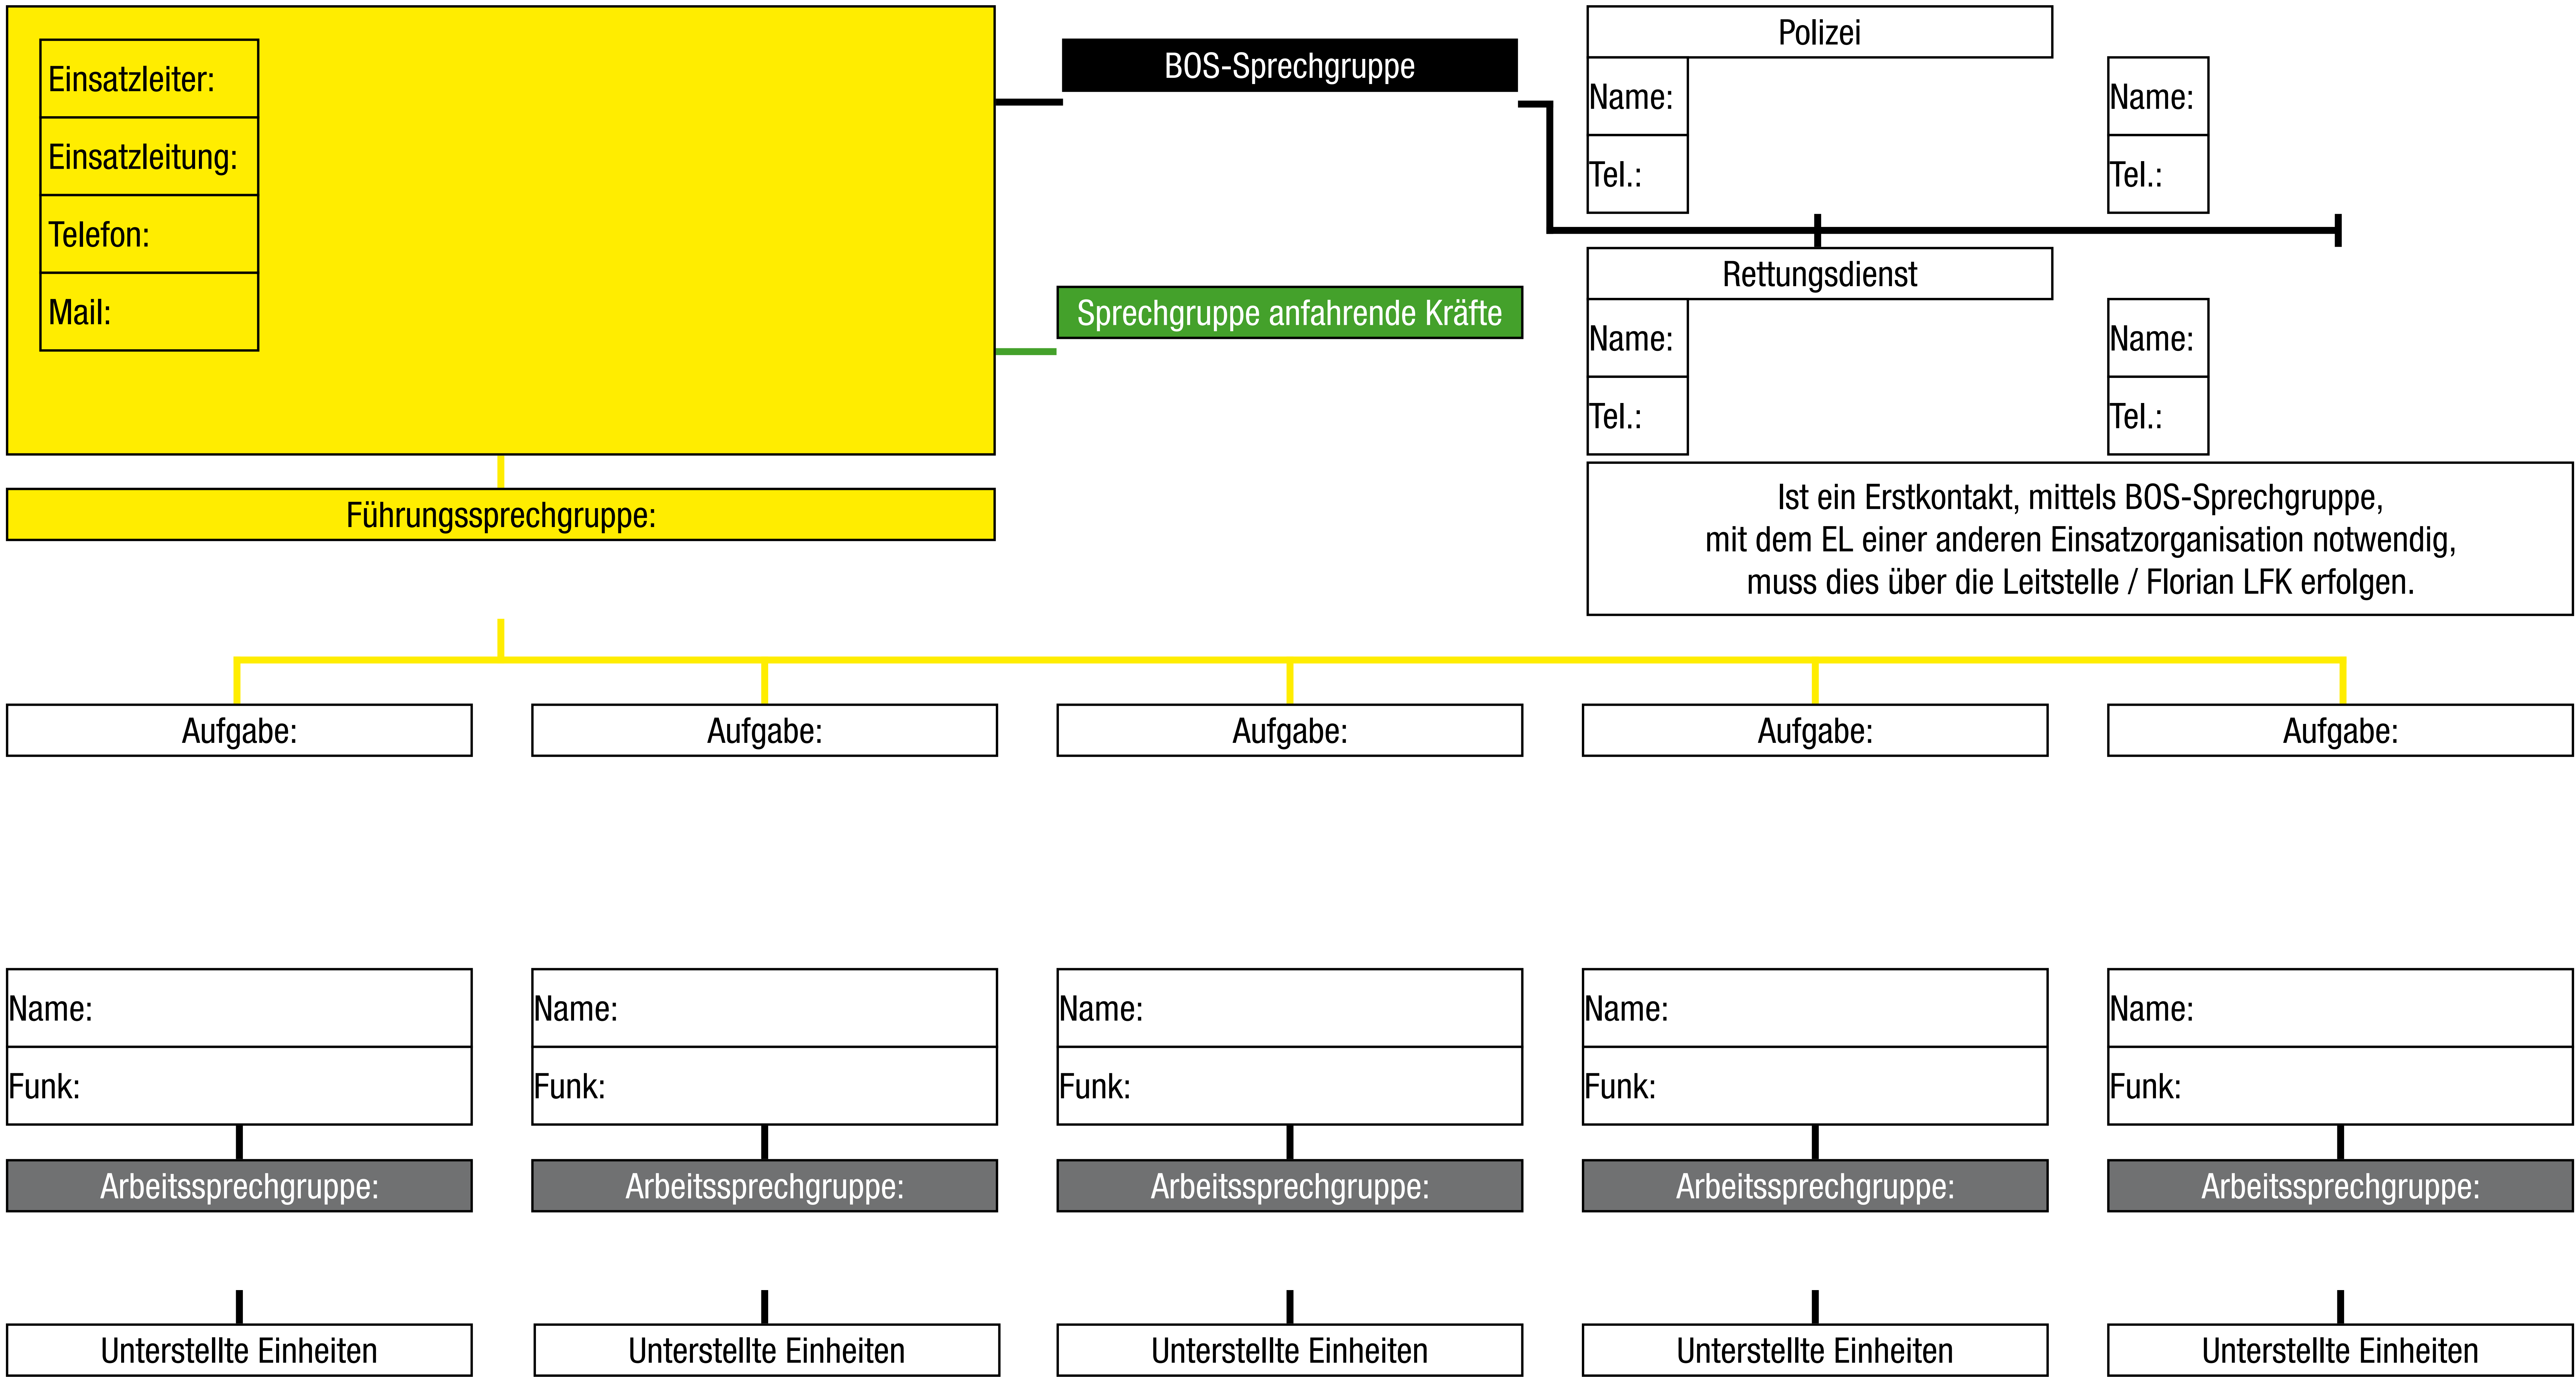 Einsatzleiter:
Einsatzleitung:
Telefon:
Mail:
BOS-Sprechgruppe
Sprechgruppe anfahrende Kräfte
Polizei
Name:
Tel.:
Name:
Tel.:
Rettungsdienst
Name:
Tel.:
Name:
Tel.:
Ist ein Erstkontakt, mittels BOS-Sprechgruppe,
mit dem EL einer anderen Einsatzorganisation notwendig,
muss dies über die Leitstelle / Florian LFK erfolgen.
Führungssprechgruppe:
Aufgabe:
Aufgabe:
Aufgabe:
Aufgabe:
Aufgabe:
Name:
Name:
Name:
Name:
Name:
Funk:
Funk:
Funk:
Funk:
Funk:
Arbeitssprechgruppe:
Arbeitssprechgruppe:
Arbeitssprechgruppe:
Arbeitssprechgruppe:
Arbeitssprechgruppe:
Unterstellte Einheiten
Unterstellte Einheiten
Unterstellte Einheiten
Unterstellte Einheiten
Unterstellte Einheiten